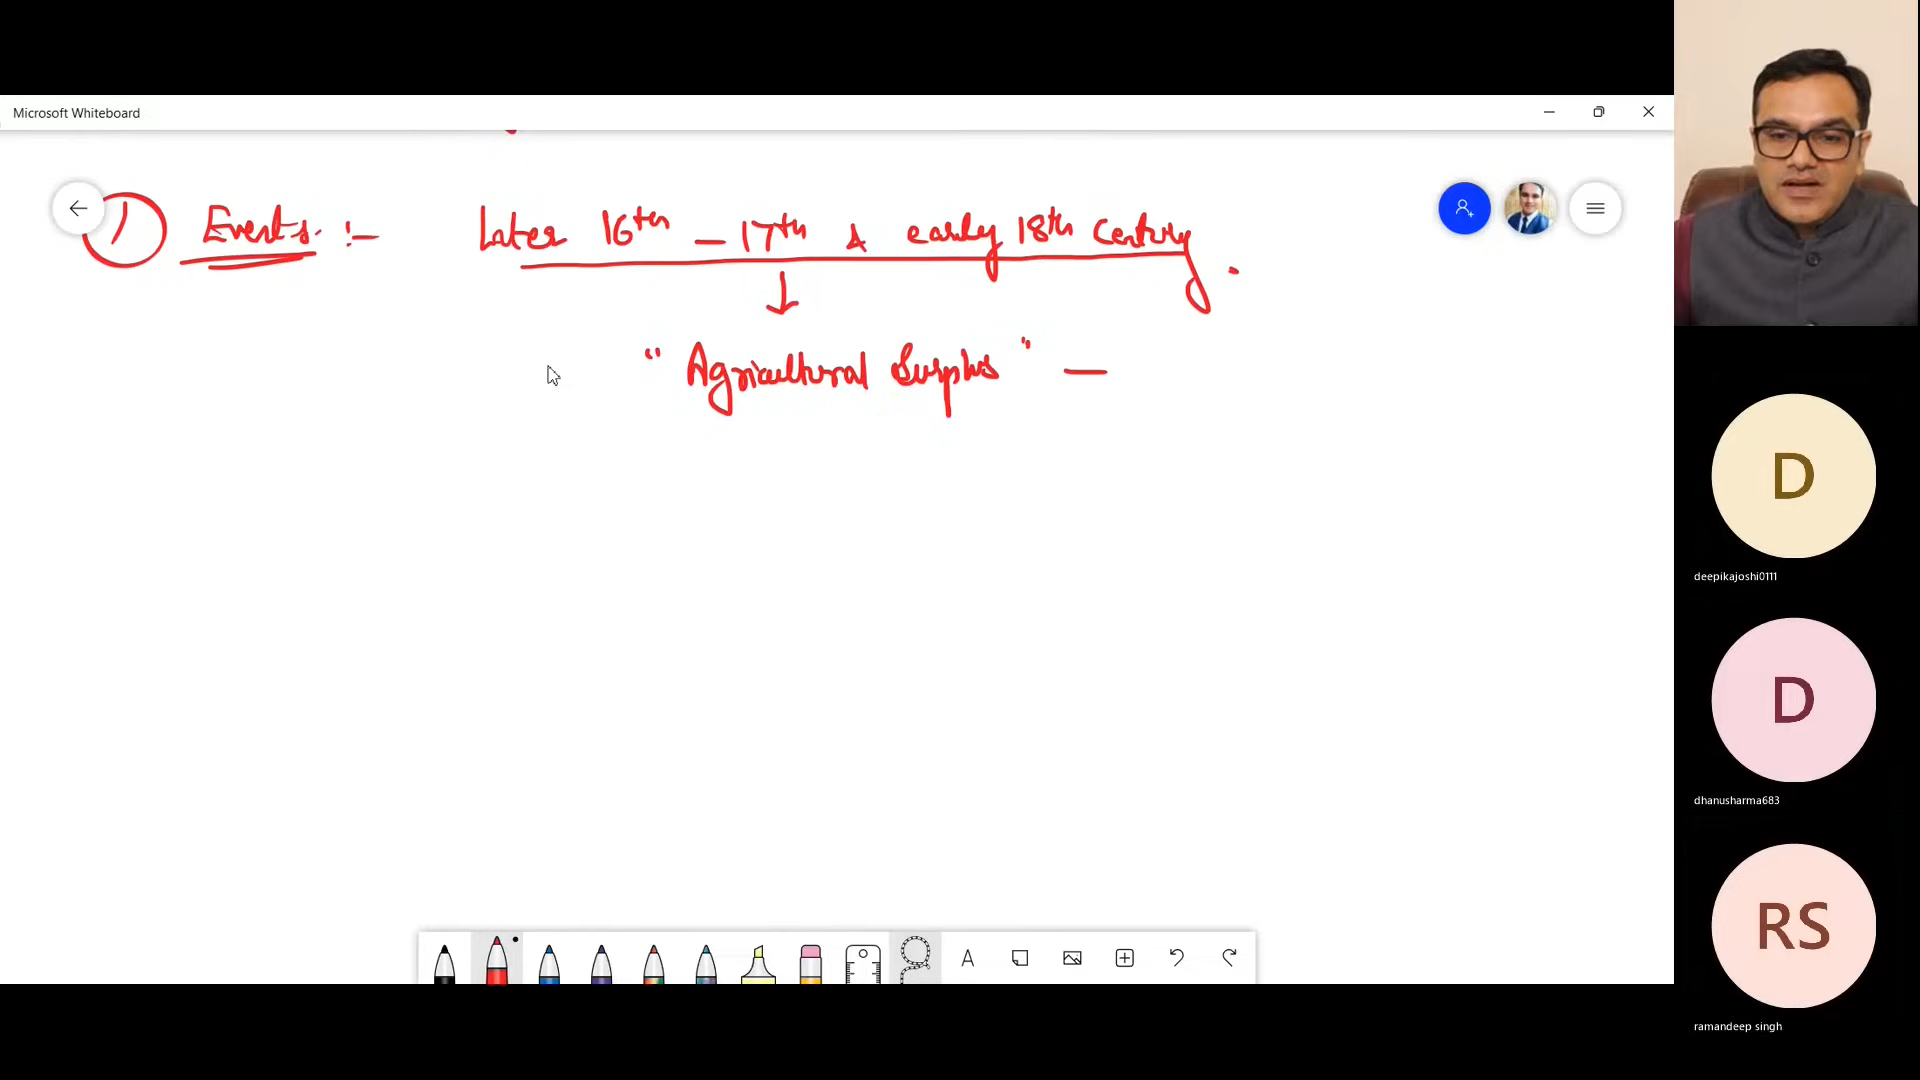 Microsoft Whiteboard
1 Events :- Later 16th - 17th & early 18th Century.
"Agricultural Surplus" -
D
deepikajoshi0111
D
dhanusharma683
RS
ramandeep singh
A